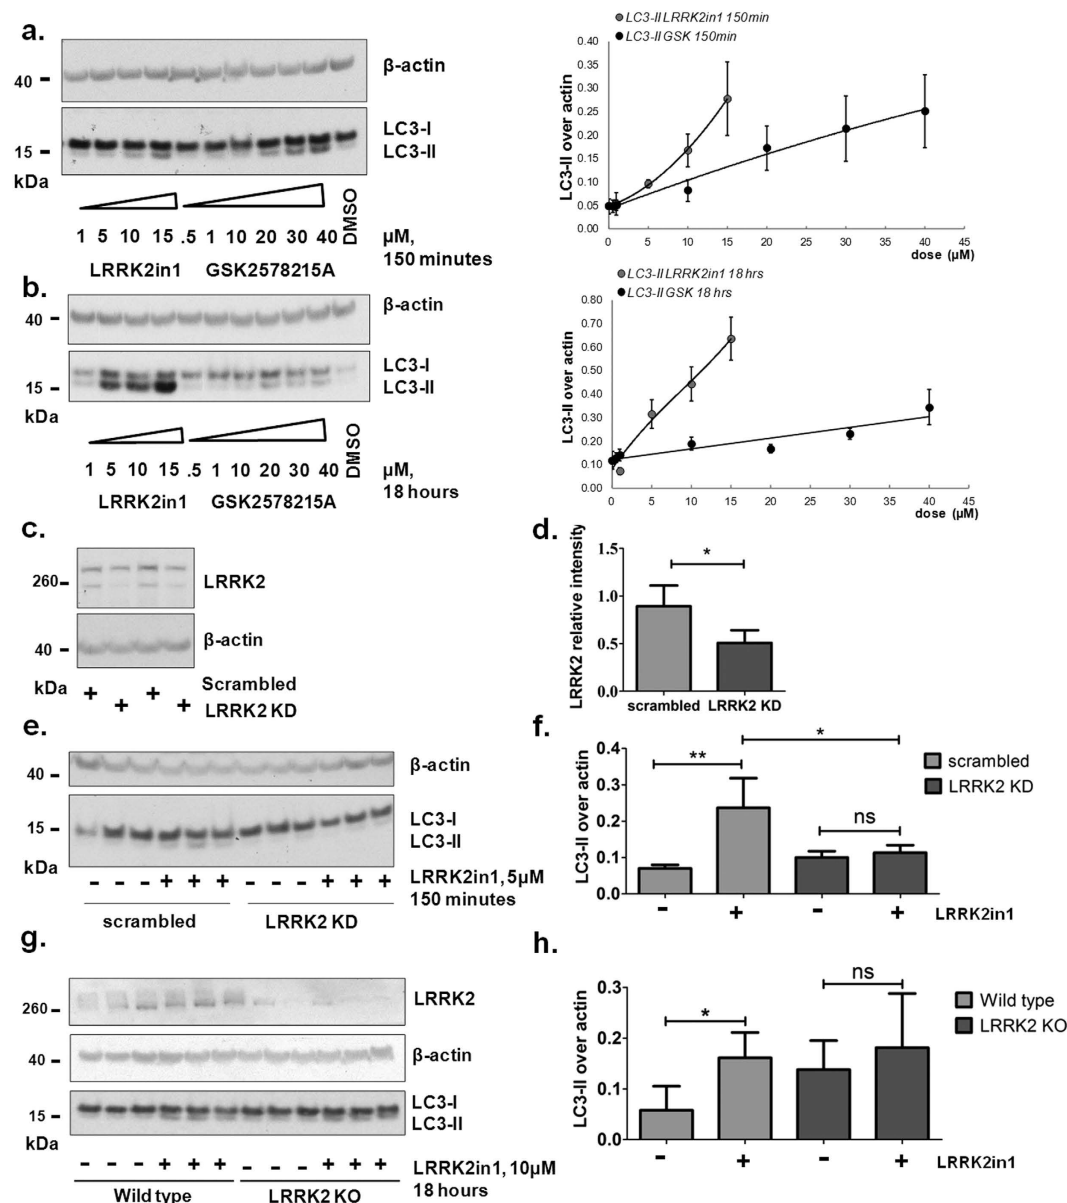 a.
β-actin
40
LC3-I
LC3-II
15
kDa
1 5 10 15 .5 1 10 20 30 40 DMSO
µM,
150 minutes
LRRK2in1 GSK2578215A
LC3-II LRRK2in1 150min
LC3-II GSK 150min
LC3-II over actin
0.40
0.35
0.30
0.25
0.20
0.15
0.10
0.05
0.00
0 5 10 15 20 25 30 35 40 45
dose (µM)
b.
β-actin
40
LC3-I
LC3-II
15
kDa
1 5 10 15 .5 1 10 20 30 40 DMSO
µM,
18 hours
LRRK2in1 GSK2578215A
LC3-II LRRK2in1 18 hrs
LC3-II GSK 18 hrs
LC3-II over actin
0.80
0.70
0.60
0.50
0.40
0.30
0.20
0.10
0.00
0 5 10 15 20 25 30 35 40 45
dose (µM)
c.
260
LRRK2
40
β-actin
kDa
+ + Scrambled
+ + LRRK2 KD
d.
LRRK2 relative intensity
1.5
1.0
0.5
0.0
*
scrambled LRRK2 KD
e.
40
β-actin
15
LC3-I
LC3-II
kDa
- - - + + + - - - + + + LRRK2in1, 5µM
150 minutes
scrambled LRRK2 KD
f.
LC3-II over actin
0.4
0.3
0.2
0.1
0.0
**
*
ns
scrambled
LRRK2 KD
- + - + LRRK2in1
g.
260
LRRK2
40
β-actin
15
LC3-I
LC3-II
kDa
- - - + + + - - - + + + LRRK2in1, 10µM
18 hours
Wild type LRRK2 KO
h.
LC3-II over actin
0.3
0.2
0.1
0.0
*
ns
Wild type
LRRK2 KO
- + - + LRRK2in1